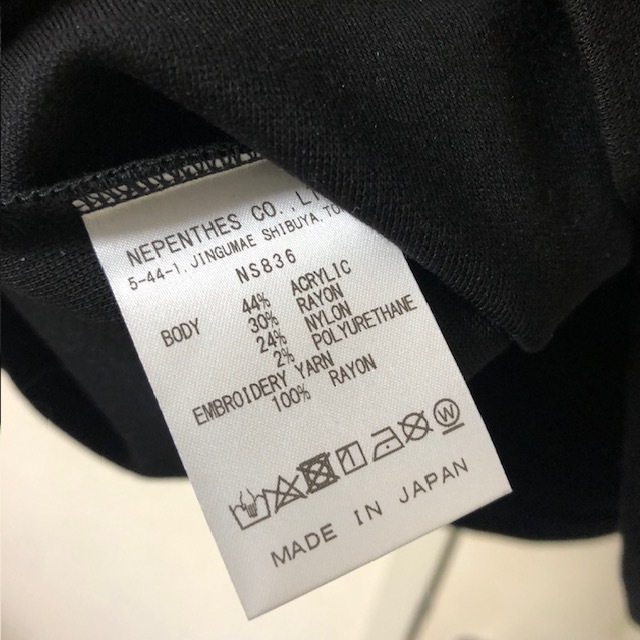 NEPENTHES CO. L
5-44-1, JINGUMAE SHIBUYA, TO
NS836
BODY 44% ACRYLIC
30% RAYON
24% NYLON
2% POLYURETHANE
EMBROIDERY YARN
100% RAYON
W
MADE IN JAPAN